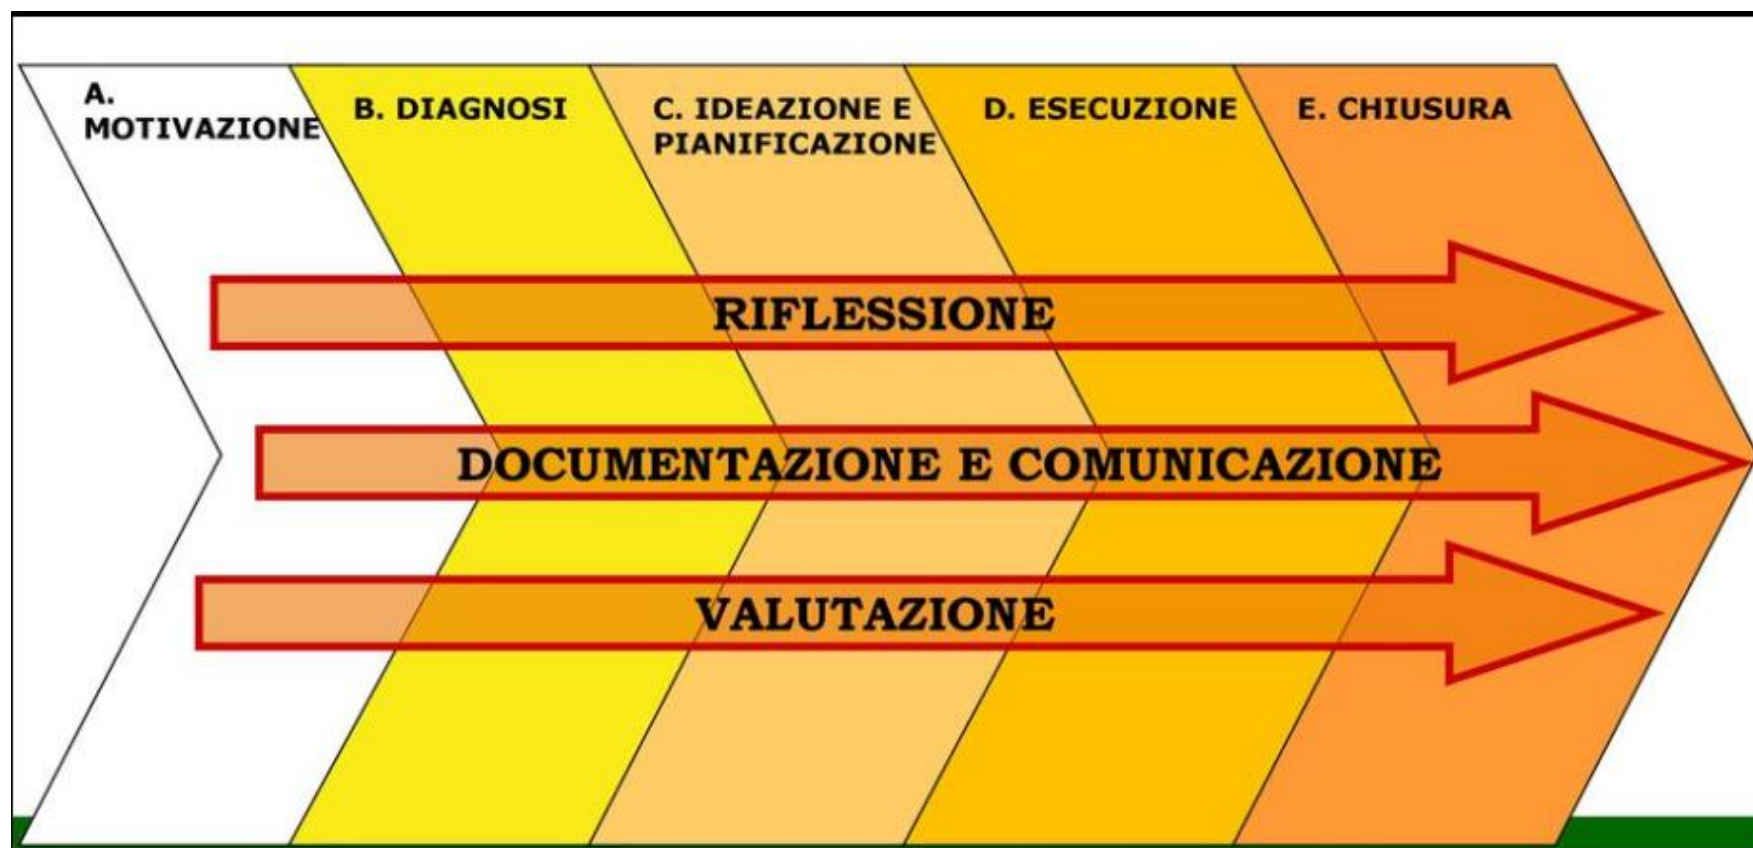 A.
MOTIVAZIONE
B. DIAGNOSI
C. IDEAZIONE E
PIANIFICAZIONE
D. ESECUZIONE
E. CHIUSURA
RIFLESSIONE
DOCUMENTAZIONE E COMUNICAZIONE
VALUTAZIONE